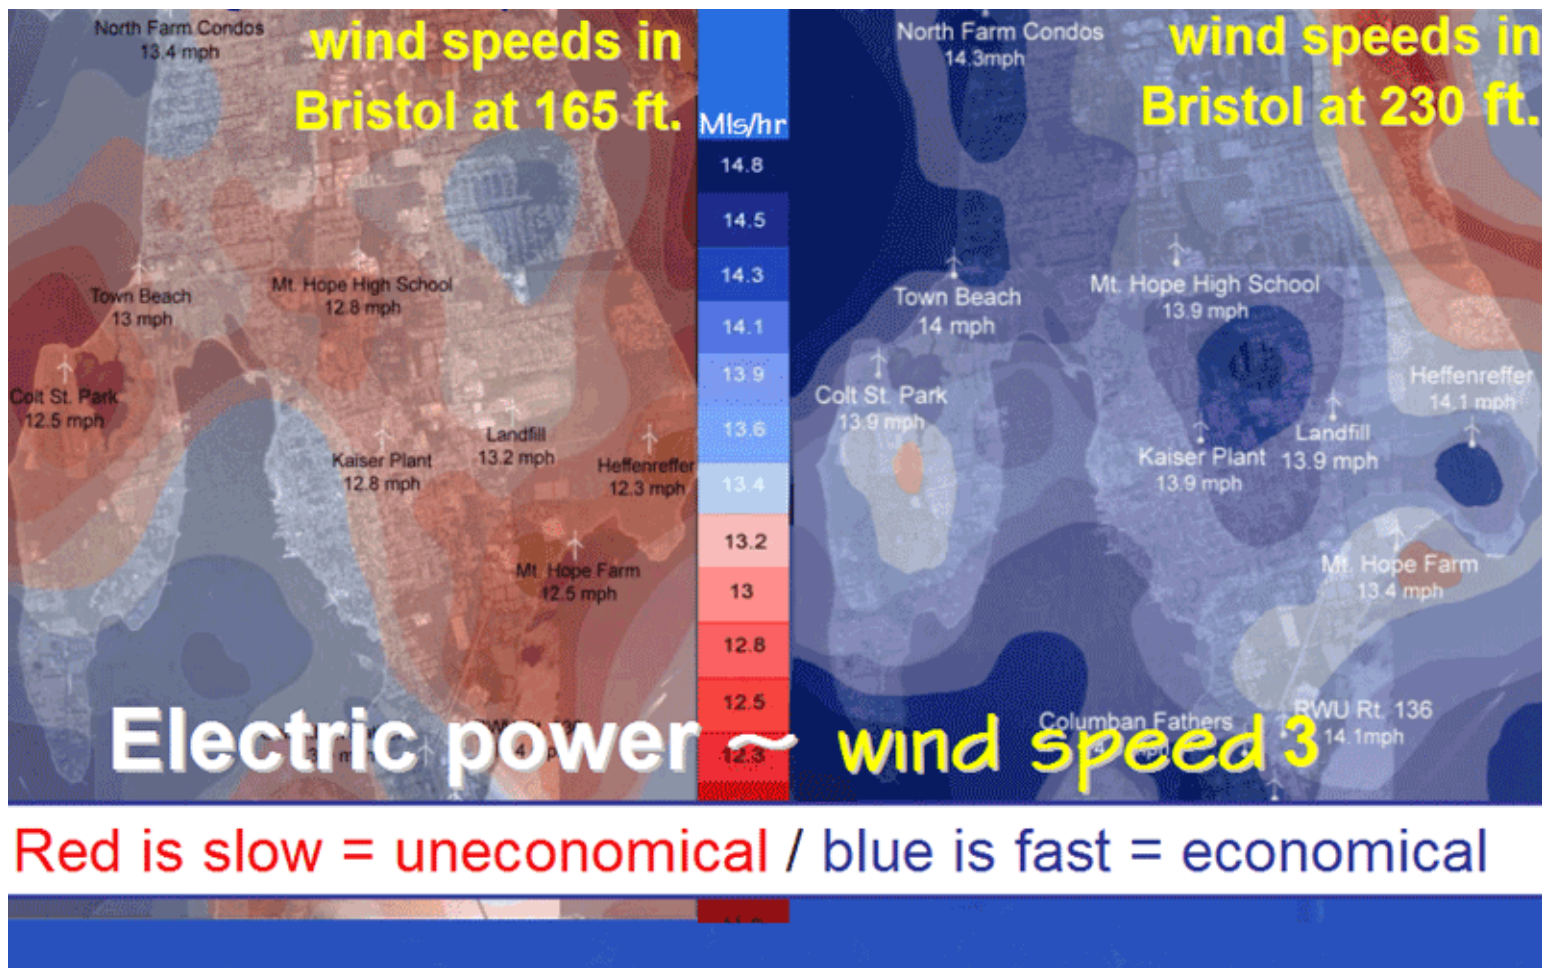 North Farm Condos
13.4 mph
wind speeds in
Bristol at 165 ft.
Town Beach
13 mph
Mt. Hope High School
12.8 mph
Colt St. Park
12.5 mph
Kaiser Plant
12.8 mph
Landfill
13.2 mph
Heffenreffer
12.3 mph
Mt. Hope Farm
12.5 mph
Mls/hr
14.8
14.5
14.3
14.1
13.9
13.6
13.4
13.2
13
12.8
12.5
12.3
North Farm Condos
14.3mph
wind speeds in
Bristol at 230 ft.
Town Beach
14 mph
Mt. Hope High School
13.9 mph
Colt St. Park
13.9 mph
Kaiser Plant
13.9 mph
Landfill
13.9 mph
Heffenreffer
14.1 mph
Mt. Hope Farm
13.4 mph
Columban Fathers
RWU Rt. 136
14.1mph
Electric power ~ wind speed 3
Red is slow = uneconomical / blue is fast = economical